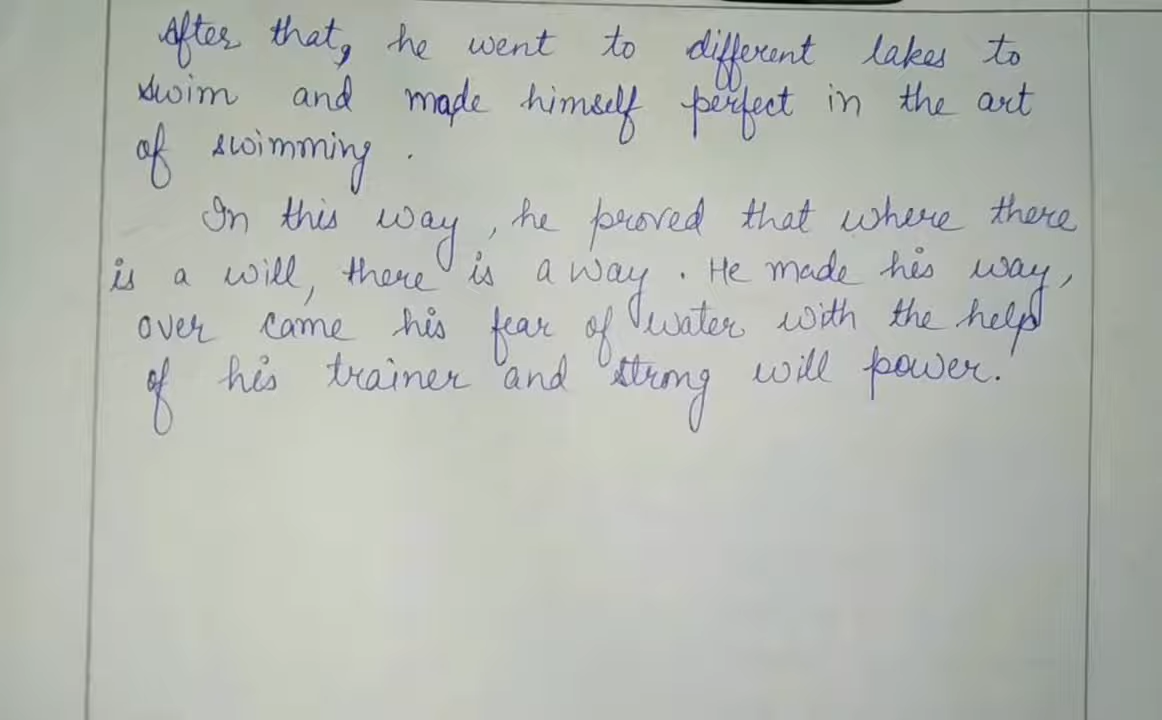 After that, he went to different lakes to
swim and made himself perfect in the art
of swimming .
In this way , he proved that where there
is a will, there is a way . He made his way,
over came his fear of water with the help
of his trainer and strong will power.